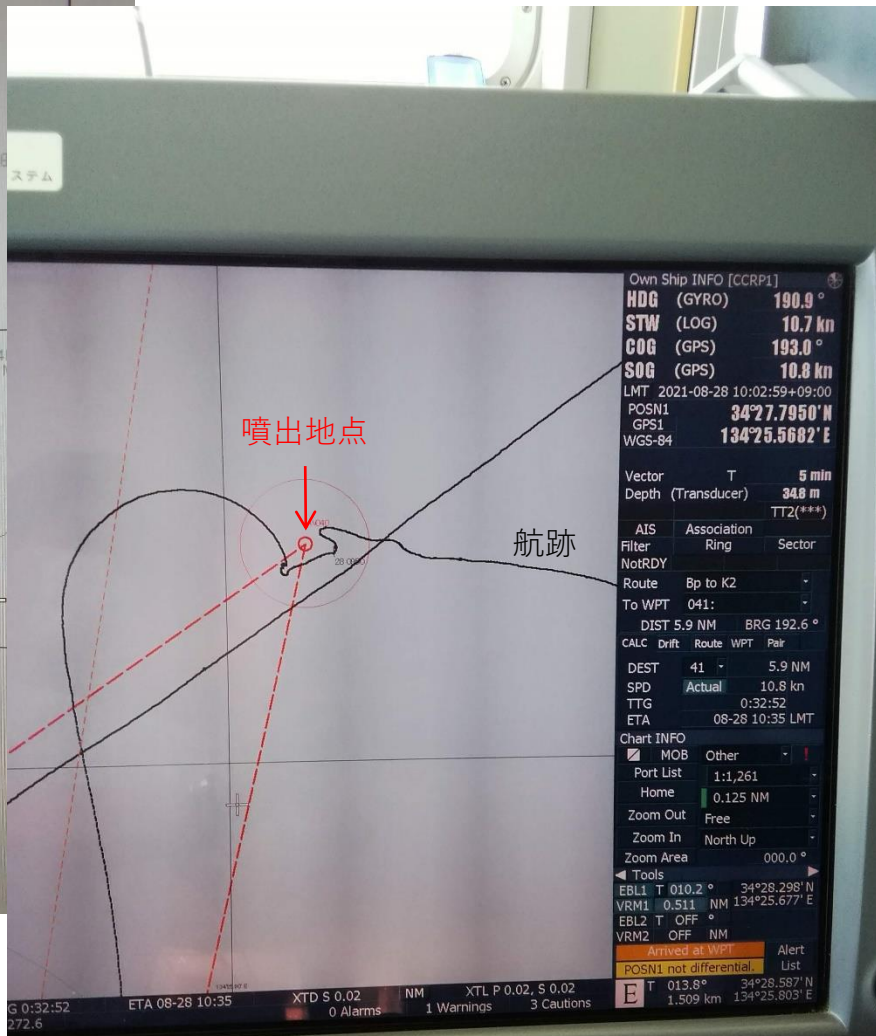 ステム
噴出地点
航跡
28 0000
Own Ship INFO [CCRP1]
HDG (GYRO) 190.9 °
STW (LOG) 10.7 kn
COG (GPS) 193.0 °
SOG (GPS) 10.8 kn
LMT 2021-08-28 10:02:59+09:00
POSN1 34°27.7950' N
GPS1
WGS-84 134°25.5682' E
Vector T 5 min
Depth (Transducer) 34.8 m
TT2(***)
AIS Association
Filter Ring Sector
NotRDY
Route Bp to K2
To WPT 041:
DIST 5.9 NM BRG 192.6 °
CALC Drift Route WPT Pair
DEST 41 5.9 NM
SPD Actual 10.8 kn
TTG 0:32:52
ETA 08-28 10:35 LMT
Chart INFO
MOB Other !
Port List 1:1,261
Home 0.125 NM
Zoom Out Free
Zoom In North Up
Zoom Area 000.0 °
Tools
EBL1 T 010.2 ° 34°28.298' N
VRM1 0.511 NM 134°25.677' E
EBL2 T OFF °
VRM2 OFF NM
Arrived at WPT Alert
POSN1 not differential. List
E T 013.8° 34°28.587' N
1.509 km 134°25.803' E
G 0:32:52 ETA 08-28 10:35 XTD S 0.02 NM XTL P 0.02, S 0.02
272.6 0 Alarms 1 Warnings 3 Cautions